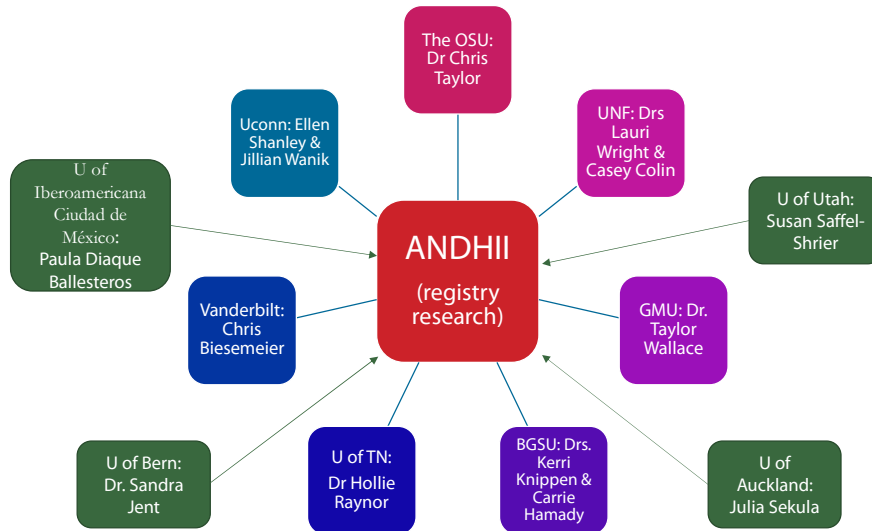 The OSU:
Dr Chris
Taylor
Uconn: Ellen
Shanley &
Jillian Wanik
UNF: Drs
Lauri
Wright &
Casey Colin
U of
Iberoamericana
Ciudad de
México:
Paula Diaque
Ballesteros
U of Utah:
Susan Saffel-
Shrier
ANDHII
(registry
research)
Vanderbilt:
Chris
Biesemeier
GMU: Dr.
Taylor
Wallace
U of Bern:
Dr. Sandra
Jent
U of TN:
Dr Hollie
Raynor
BGSU: Drs.
Kerri
Knippen &
Carrie
Hamady
U of
Auckland:
Julia Sekula